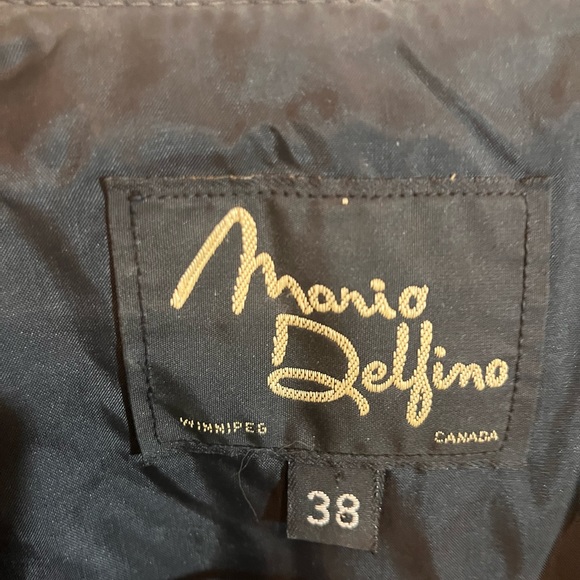 Mario
Delfino
WINNIPEG
CANADA
38